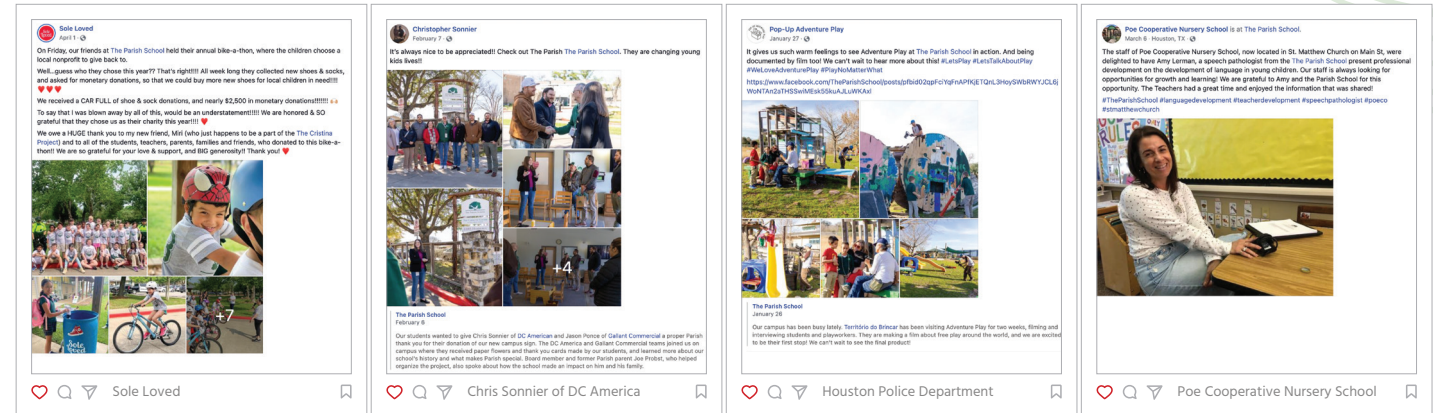 Sole Loved
April 1 ·
On Friday, our friends at The Parish School held their annual bike-a-thon, where the children choose a
local nonprofit to give back to.
Well...guess who they chose this year?? That's right!!!! All week long they collected new shoes & socks,
and asked for monetary donations, so that we could buy more new shoes for local children in need!!!!
We received a CAR FULL of shoe & sock donations, and nearly $2,500 in monetary donations!!!!!!!
To say that I was blown away by all of this, would be an understatement!!!!! We are honored & SO
grateful that they chose us as their charity this year!!!!
We owe a HUGE thank you to my new friend, Miri (who just happens to be a part of the The Cristina
Project) and to all of the students, teachers, parents, families and friends, who donated to this bike-a-
thon!! We are so grateful for your love & support, and BIG generosity!! Thank you!
Sole
Loved
+7
Sole Loved
Christopher Sonnier
February 7 ·
It's always nice to be appreciated!! Check out The Parish The Parish School. They are changing young
kids lives!!
+4
The Parish School
February 6
Our students wanted to give Chris Sonnier of DC American and Jason Ponce of Gallant Commercial a proper Parish
thank you for their donation of our new campus sign. The DC America and Gallant Commercial teams joined us on
campus where they received paper flowers and thank you cards made by our students, and learned more about our
school's history and what makes Parish special. Board member and former Parish parent Joe Probst, who helped
organize the project, also spoke about how the school made an impact on him and his family.
Chris Sonnier of DC America
Pop-Up Adventure Play
January 27 ·
It gives us such warm feelings to see Adventure Play at The Parish School in action. And being
documented by film too! We can't wait to hear more about this! #LetsPlay #LetsTalkAboutPlay
#WeLoveAdventurePlay #PlayNoMatterWhat
The Parish School
January 26
Our campus has been busy lately. Território do Brincar has been visiting Adventure Play for two weeks, filming and
interviewing students and playworkers. They are making a film about free play around the world, and we are excited
to be their first stop! We can't wait to see the final product!
Houston Police Department
Poe Cooperative Nursery School is at The Parish School.
March 6 · Houston, TX ·
The staff of Poe Cooperative Nursery School, now located in St. Matthew Church on Main St, were
delighted to have Amy Lorman, a speech pathologist from the The Parish School present professional
development on the development of language in young children. Our staff is always looking for
opportunities for growth and learning! We are grateful to Amy and the Parish School for this
opportunity. The Teachers had a great time and enjoyed the information that was shared!
#TheParishSchool #languagedevelopment #teacherdevelopment #speechpathologist #poeco
#stmatthewchurch
RULES
Poe Cooperative Nursery School